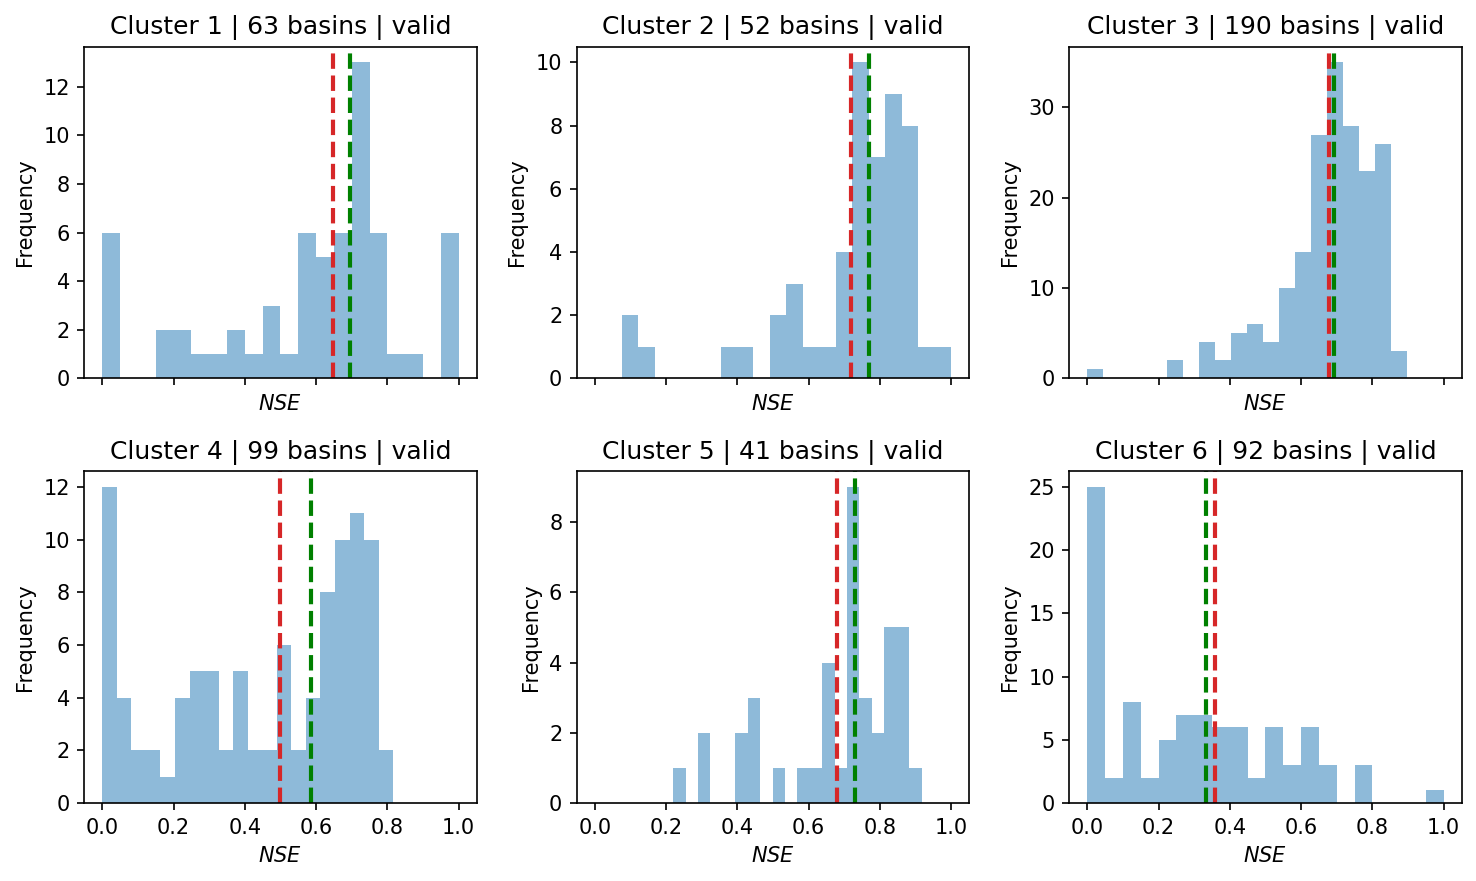 Cluster 1 | 63 basins | valid
Frequency
12
10
8
6
4
2
0
NSE
Cluster 2 | 52 basins | valid
Frequency
10
8
6
4
2
0
NSE
Cluster 3 | 190 basins | valid
Frequency
30
20
10
0
NSE
Cluster 4 | 99 basins | valid
Frequency
12
10
8
6
4
2
0
0.0 0.2 0.4 0.6 0.8 1.0
NSE
Cluster 5 | 41 basins | valid
Frequency
8
6
4
2
0
0.0 0.2 0.4 0.6 0.8 1.0
NSE
Cluster 6 | 92 basins | valid
Frequency
25
20
15
10
5
0
0.0 0.2 0.4 0.6 0.8 1.0
NSE